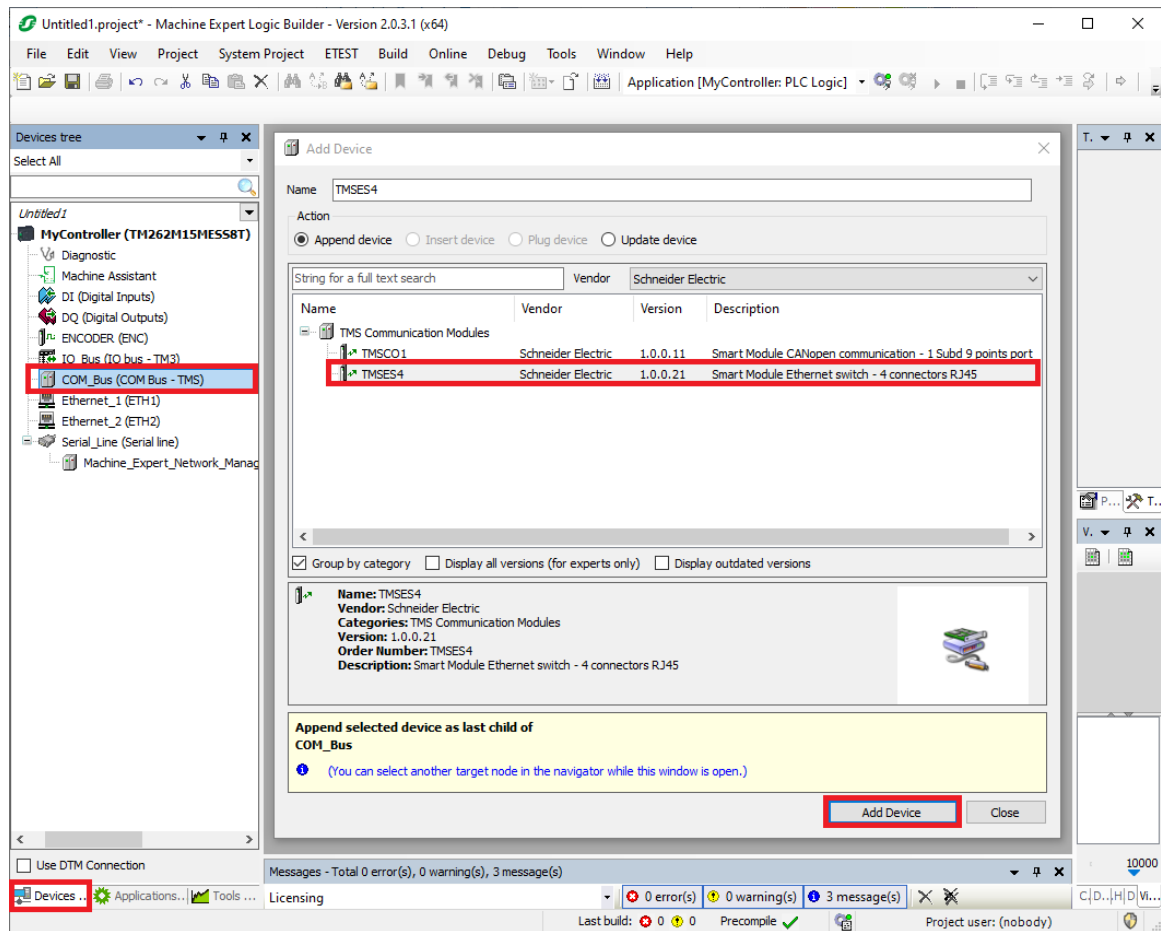 Untitled1.project* - Machine Expert Logic Builder - Version 2.0.3.1 (x64)
File Edit View Project System Project ETEST Build Online Debug Tools Window Help
Application [MyController: PLC Logic]
Devices tree
Select All
Untitled1
MyController (TM262M15MESS8T)
Diagnostic
Machine Assistant
DI (Digital Inputs)
DQ (Digital Outputs)
ENCODER (ENC)
IO_Bus (IO bus - TM3)
COM_Bus (COM Bus - TMS)
Ethernet_1 (ETH1)
Ethernet_2 (ETH2)
Serial_Line (Serial line)
Machine_Expert_Network_Manag
Use DTM Connection
Devices ... Applications... Tools ...
Add Device
Name TMSES4
Action
Append device Insert device Plug device Update device
String for a full text search Vendor Schneider Electric
Name Vendor Version Description
TMS Communication Modules
TMSCO1 Schneider Electric 1.0.0.11 Smart Module CANopen communication - 1 Subd 9 points port
TMSES4 Schneider Electric 1.0.0.21 Smart Module Ethernet switch - 4 connectors RJ45
Group by category Display all versions (for experts only) Display outdated versions
Name: TMSES4
Vendor: Schneider Electric
Categories: TMS Communication Modules
Version: 1.0.0.21
Order Number: TMSES4
Description: Smart Module Ethernet switch - 4 connectors RJ45
Append selected device as last child of
COM_Bus
(You can select another target node in the navigator while this window is open.)
Add Device Close
T.
P... T...
V.
10000
C. D... H D Vi...
Messages - Total 0 error(s), 0 warning(s), 3 message(s)
Licensing 0 error(s) 0 warning(s) 3 message(s)
Last build: 0 0 Precompile Project user: (nobody)